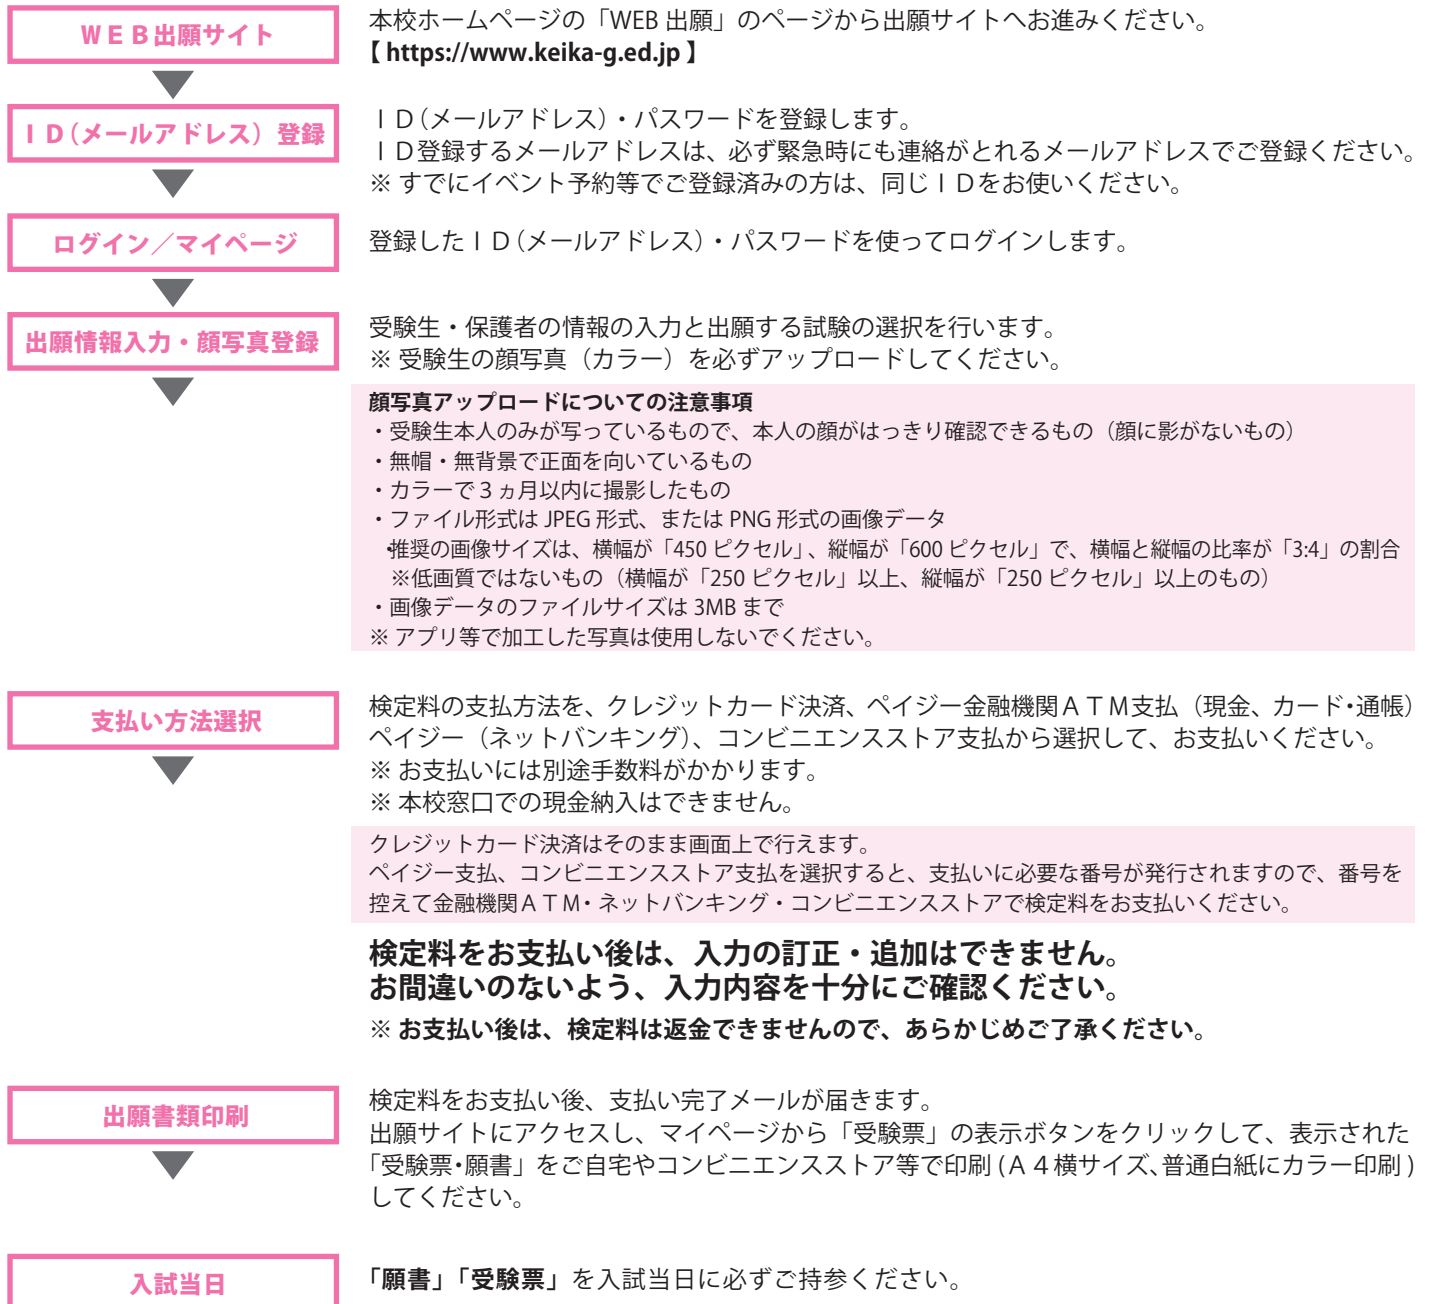 ＷＥＢ出願サイト
本校ホームページの「WEB 出願」のページから出願サイトへお進みください。
【 https://www.keika-g.ed.jp 】
ＩＤ（メールアドレス）登録
ＩＤ（メールアドレス）・パスワードを登録します。
ＩＤ登録するメールアドレスは、必ず緊急時にも連絡がとれるメールアドレスでご登録ください。
※ すでにイベント予約等でご登録済みの方は、同じＩＤをお使いください。
ログイン／マイページ
登録したＩＤ（メールアドレス）・パスワードを使ってログインします。
出願情報入力・顔写真登録
受験生・保護者の情報の入力と出願する試験の選択を行います。
※ 受験生の顔写真（カラー）を必ずアップロードしてください。
顔写真アップロードについての注意事項
・受験生本人のみが写っているもので、本人の顔がはっきり確認できるもの（顔に影がないもの）
・無帽・無背景で正面を向いているもの
・カラーで３ヵ月以内に撮影したもの
・ファイル形式は JPEG 形式、または PNG 形式の画像データ
・推奨の画像サイズは、横幅が「450 ピクセル」、縦幅が「600 ピクセル」で、横幅と縦幅の比率が「3:4」の割合
※低画質ではないもの（横幅が「250 ピクセル」以上、縦幅が「250 ピクセル」以上のもの）
・画像データのファイルサイズは 3MB まで
※ アプリ等で加工した写真は使用しないでください。
支払い方法選択
検定料の支払方法を、クレジットカード決済、ペイジー金融機関ＡＴＭ支払（現金、カード・通帳）
ペイジー（ネットバンキング）、コンビニエンスストア支払から選択して、お支払いください。
※ お支払いには別途手数料がかかります。
※ 本校窓口での現金納入はできません。
クレジットカード決済はそのまま画面上で行えます。
ペイジー支払、コンビニエンスストア支払を選択すると、支払いに必要な番号が発行されますので、番号を
控えて金融機関ＡＴＭ・ネットバンキング・コンビニエンスストアで検定料をお支払いください。
検定料をお支払い後は、入力の訂正・追加はできません。
お間違いのないよう、入力内容を十分にご確認ください。
※ お支払い後は、検定料は返金できませんので、あらかじめご了承ください。
出願書類印刷
検定料をお支払い後、支払い完了メールが届きます。
出願サイトにアクセスし、マイページから「受験票」の表示ボタンをクリックして、表示された
「受験票・願書」をご自宅やコンビニエンスストア等で印刷 ( Ａ４横サイズ、普通白紙にカラー印刷 )
してください。
入試当日
「願書」「受験票」を入試当日に必ずご持参ください。